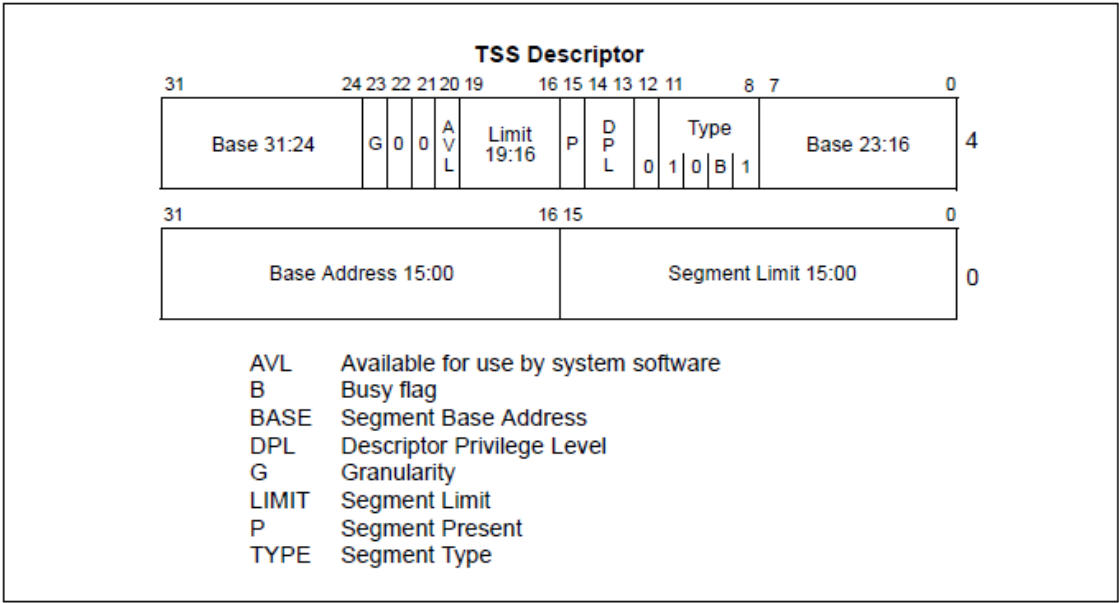 TSS Descriptor
31 24 23 22 21 20 19 16 15 14 13 12 11 8 7 0
Base 31:24 G 0 0 AVL Limit 19:16 P DPL 0 Type 1 0 B 1 Base 23:16 4
31 16 15 0
Base Address 15:00 Segment Limit 15:00 0
AVL Available for use by system software
B Busy flag
BASE Segment Base Address
DPL Descriptor Privilege Level
G Granularity
LIMIT Segment Limit
P Segment Present
TYPE Segment Type